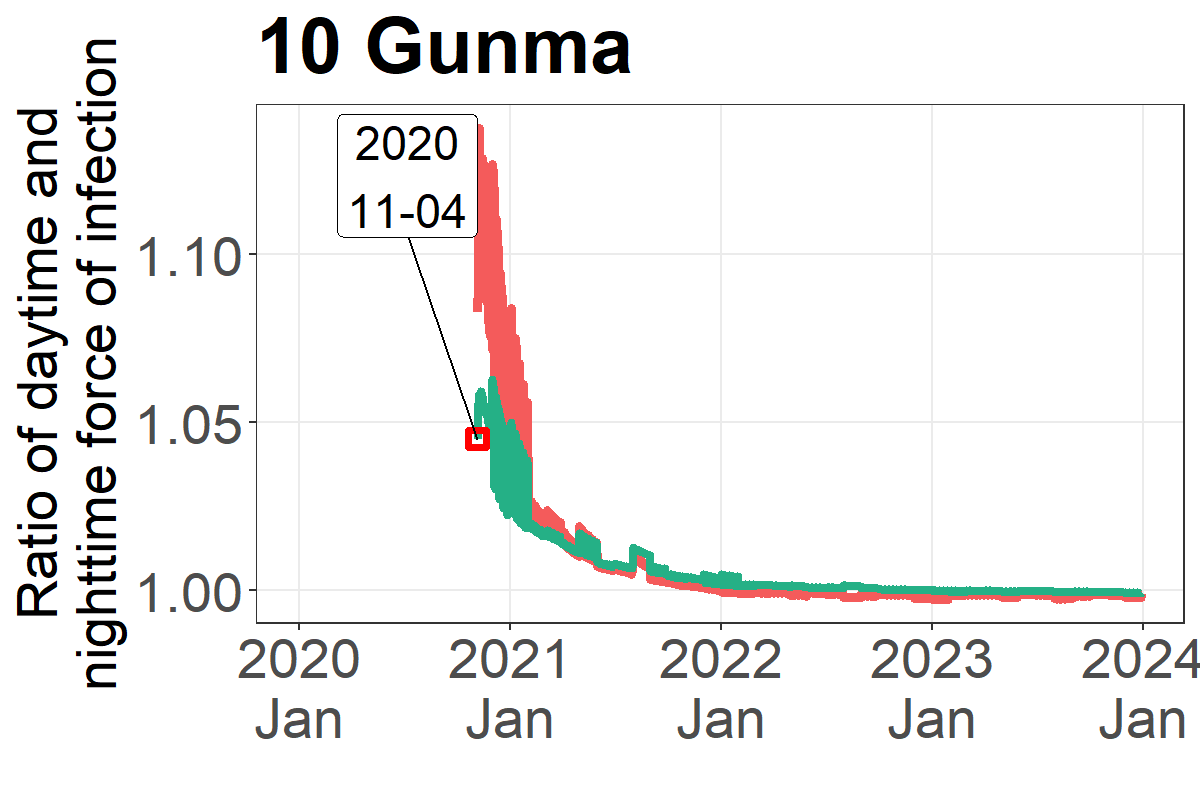 10 Gunma
Ratio of daytime and
nighttime force of infection
2020
11-04
1.10
1.05
1.00
2020
Jan
2021
Jan
2022
Jan
2023
Jan
2024
Jan